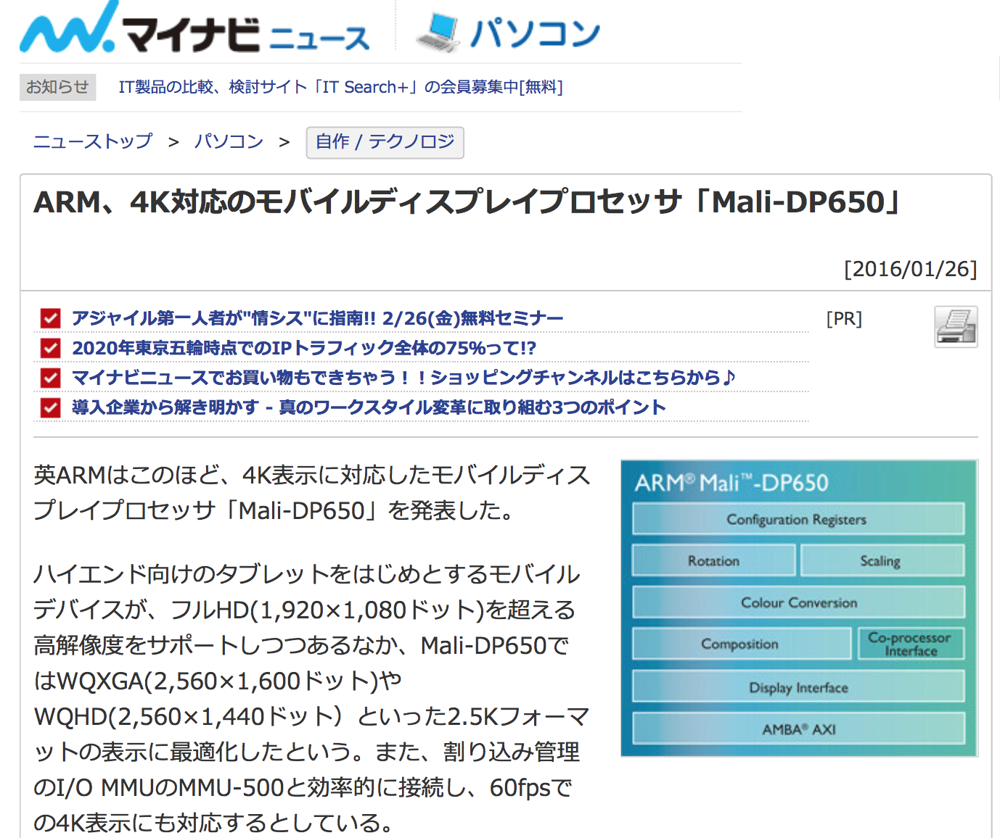 マイナビニュース パソコン
お知らせ IT製品の比較、検討サイト「IT Search+」の会員募集中[無料]
ニューストップ > パソコン > 自作 / テクノロジ
ARM、4K対応のモバイルディスプレイプロセッサ「Mali-DP650」
[2016/01/26]
アジャイル第一人者が"情シス"に指南!! 2/26(金)無料セミナー [PR]
2020年東京五輪時点でのIPトラフィック全体の75%って!?
マイナビニュースでお買い物もできちゃう！！ショッピングチャンネルはこちらから♪
導入企業から解き明かす - 真のワークスタイル変革に取り組む3つのポイント
英ARMはこのほど、4K表示に対応したモバイルディス
プレイプロセッサ「Mali-DP650」を発表した。
ハイエンド向けのタブレットをはじめとするモバイル
デバイスが、フルHD(1,920×1,080ドット)を超える
高解像度をサポートしつつあるなか、Mali-DP650で
はWQXGA(2,560×1,600ドット)や
WQHD(2,560×1,440ドット）といった2.5Kフォーマ
ットの表示に最適化したという。また、割り込み管理
のI/O MMUのMMU-500と効率的に接続し、60fpsで
の4K表示にも対応するとしている。
ARM® Mali™-DP650
Configuration Registers
Rotation Scaling
Colour Conversion
Composition
Co-processor
Interface
Display Interface
AMBA® AXI